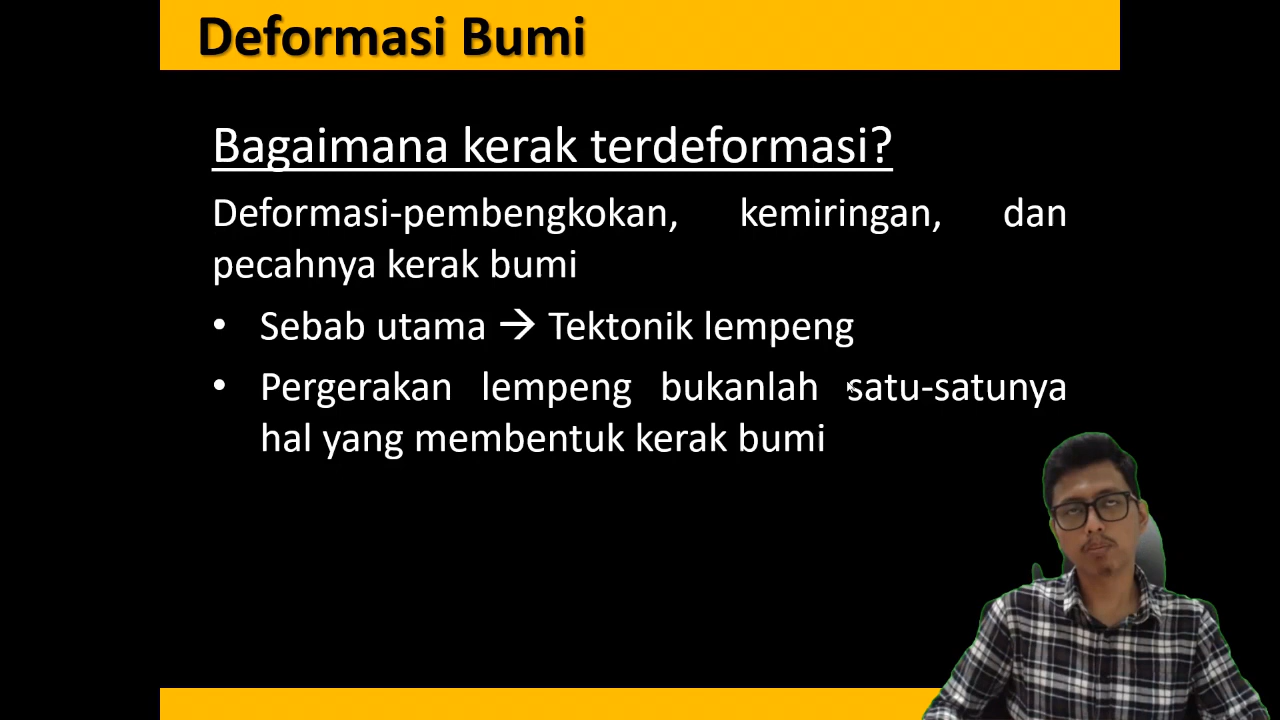 Deformasi Bumi
Bagaimana kerak terdeformasi?
Deformasi-pembengkokan, kemiringan, dan
pecahnya kerak bumi
• Sebab utama → Tektonik lempeng
• Pergerakan lempeng bukanlah satu-satunya
hal yang membentuk kerak bumi